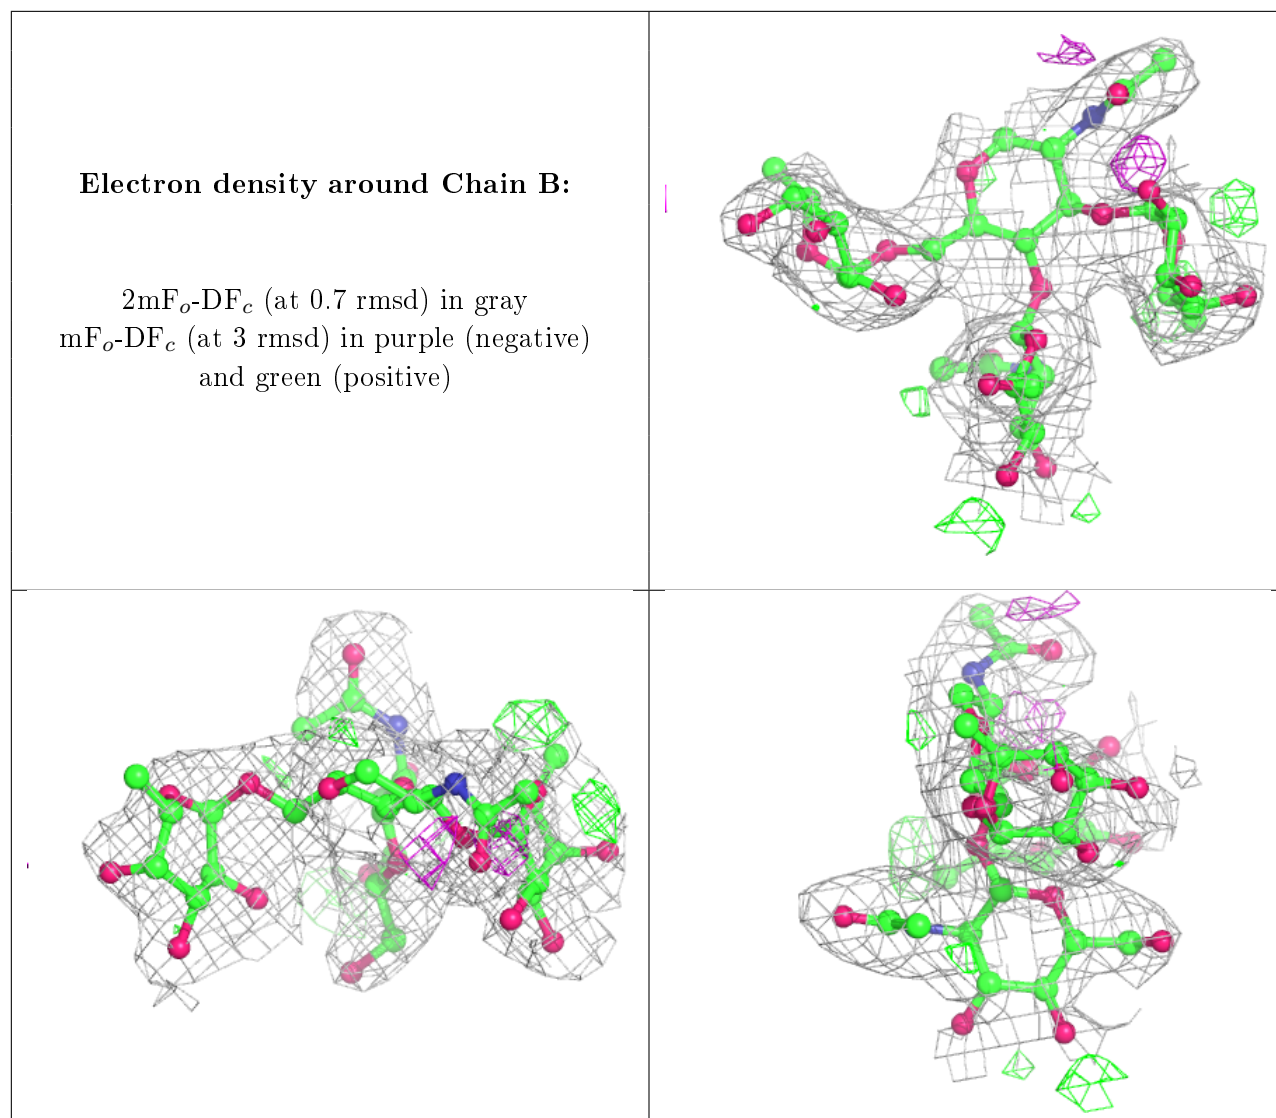 Electron density around Chain B:
2mFo-DFc (at 0.7 rmsd) in gray
mFo-DFc (at 3 rmsd) in purple (negative)
and green (positive)